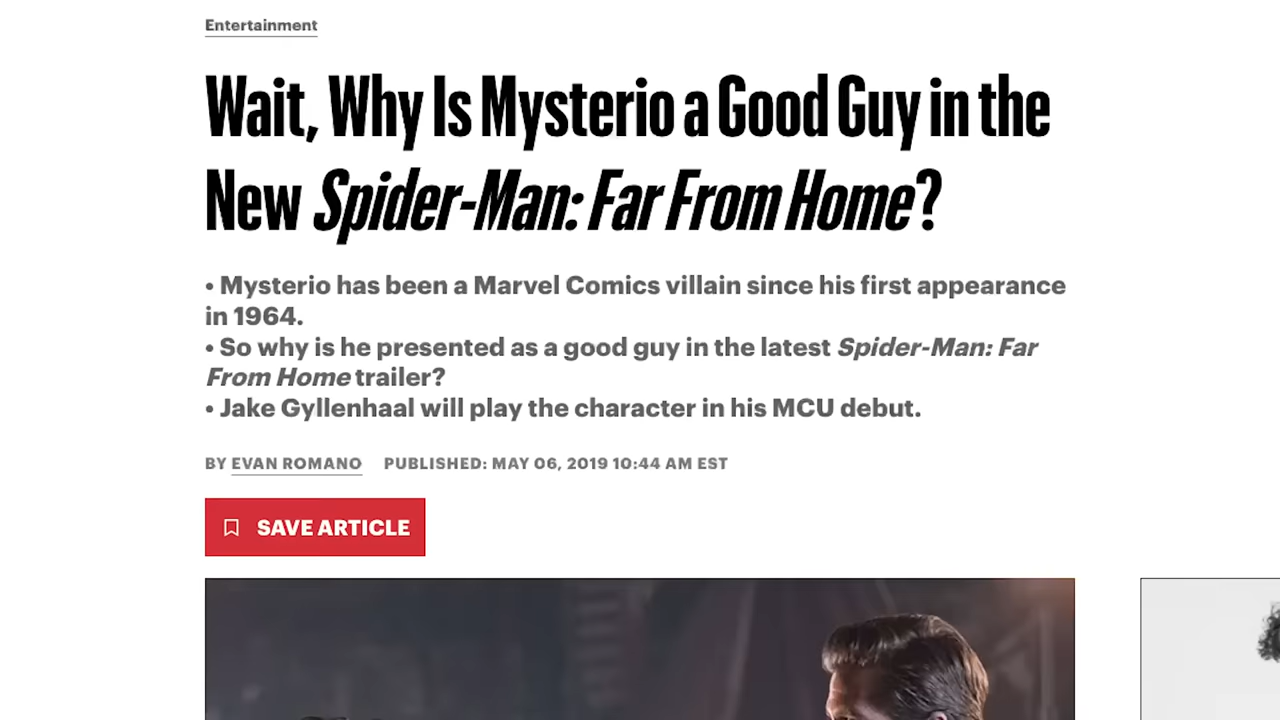 Entertainment
Wait, Why Is Mysterio a Good Guy in the
New Spider-Man: Far From Home?
• Mysterio has been a Marvel Comics villain since his first appearance
in 1964.
• So why is he presented as a good guy in the latest Spider-Man: Far
From Home trailer?
• Jake Gyllenhaal will play the character in his MCU debut.
BY EVAN ROMANO PUBLISHED: MAY 06, 2019 10:44 AM EST
SAVE ARTICLE